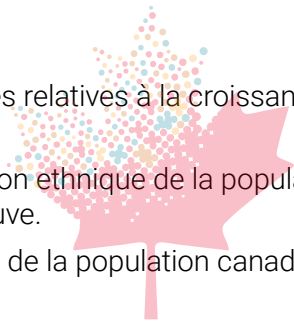 es relatives à la croissan
on ethnique de la popula
uve.
de la population canad